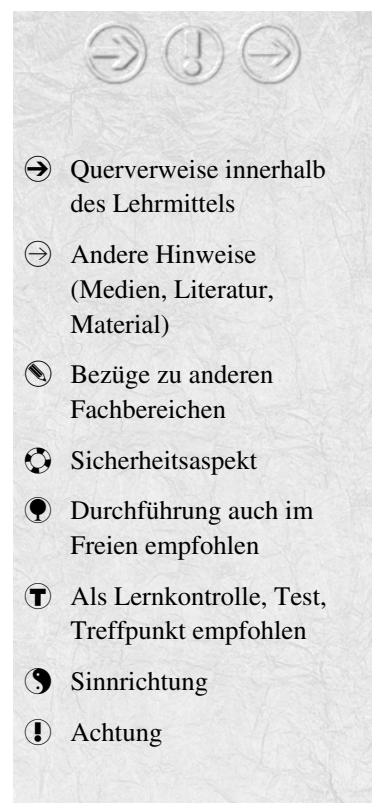 Querverweise innerhalb
des Lehrmittels
Andere Hinweise
(Medien, Literatur,
Material)
Bezüge zu anderen
Fachbereichen
Sicherheitsaspekt
Durchführung auch im
Freien empfohlen
T Als Lernkontrolle, Test,
Treffpunkt empfohlen
Sinnrichtung
! Achtung